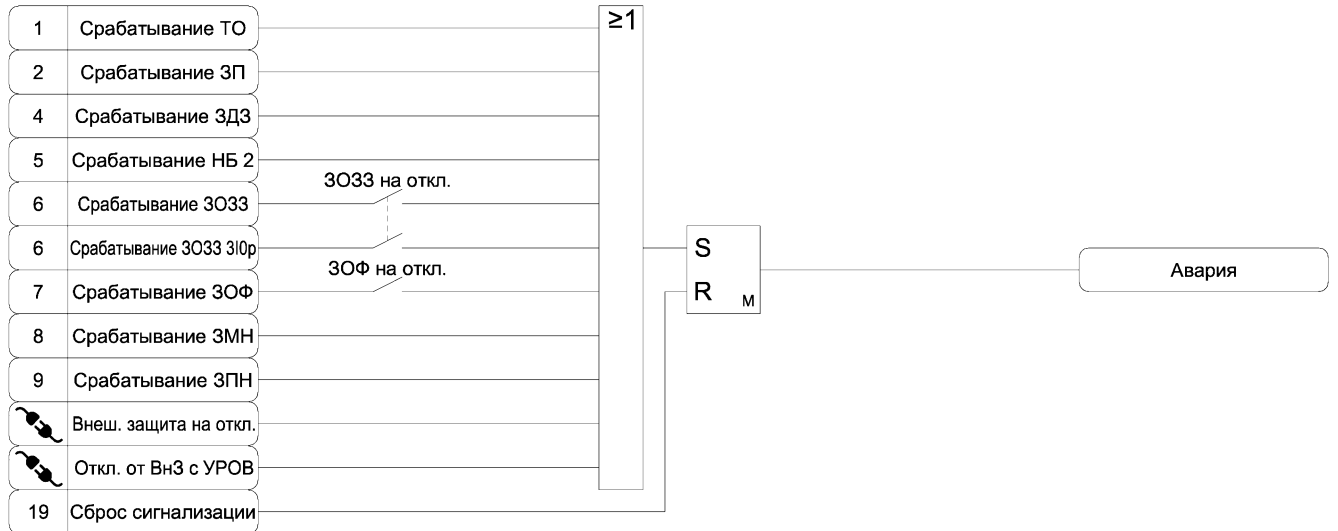 1 Срабатывание ТО
≥1
2 Срабатывание ЗП
4 Срабатывание ЗДЗ
5 Срабатывание НБ 2
ЗОЗЗ на откл.
6 Срабатывание ЗОЗЗ
6 Срабатывание ЗОЗЗ 3I0р
S
ЗОФ на откл.
Авария
7 Срабатывание ЗОФ
R
M
8 Срабатывание ЗМН
9 Срабатывание ЗПН
Внеш. защита на откл.
Откл. от ВнЗ с УРОВ
19 Сброс сигнализации